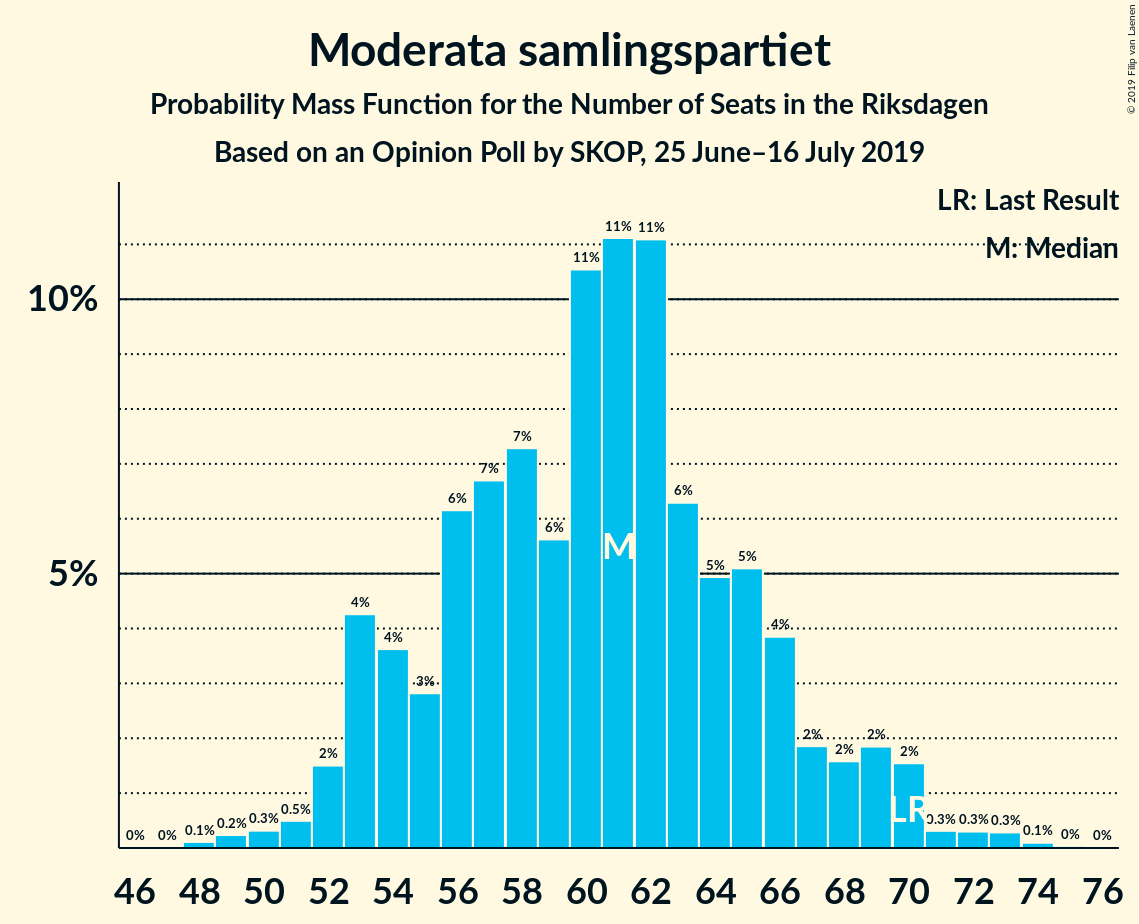 Moderata samlingspartiet
Probability Mass Function for the Number of Seats in the Riksdagen
Based on an Opinion Poll by SKOP, 25 June–16 July 2019
© 2019 Filip van Laenen
LR: Last Result
M: Median
10%
5%
0% 0% 0.1% 0.2% 0.3% 0.5% 2% 4% 4% 3% 6% 7% 7% 6% 11% 11% 11% 6% 5% 5% 4% 2% 2% 2% 2% 0.3% 0.3% 0.3% 0.1% 0% 0%
M
LR
46 48 50 52 54 56 58 60 62 64 66 68 70 72 74 76